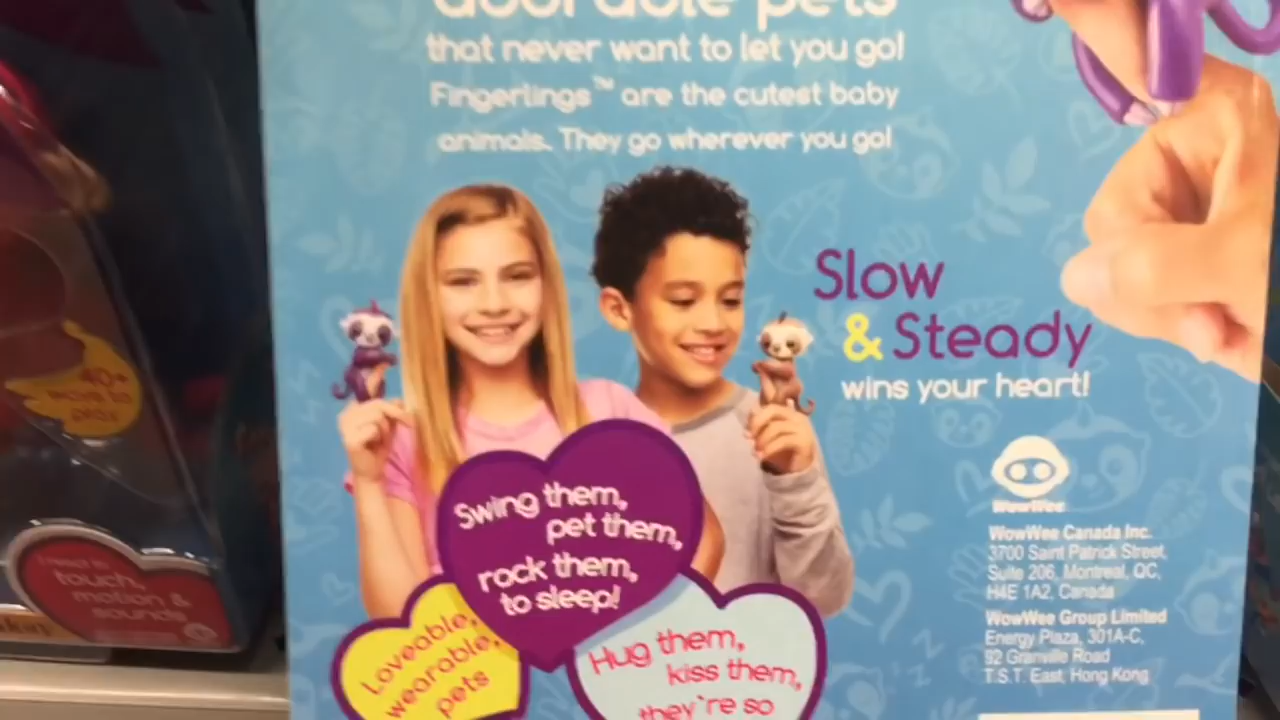 adorable pets
that never want to let you go!
Fingerlings™ are the cutest baby
animals. They go wherever you go!
Slow
& Steady
wins your heart!
Swing them,
pet them,
rock them,
to sleep!
Loveable,
wearable,
pets
Hug them,
kiss them,
they're so
WowWee
WowWee Canada Inc.
3700 Saint Patrick Street,
Suite 206, Montreal, QC,
H4E 1A2, Canada
WowWee Group Limited
Energy Plaza, 301A-C,
92 Granville Road
T.S.T. East, Hong Kong
40+
touch,
motion &
sounds